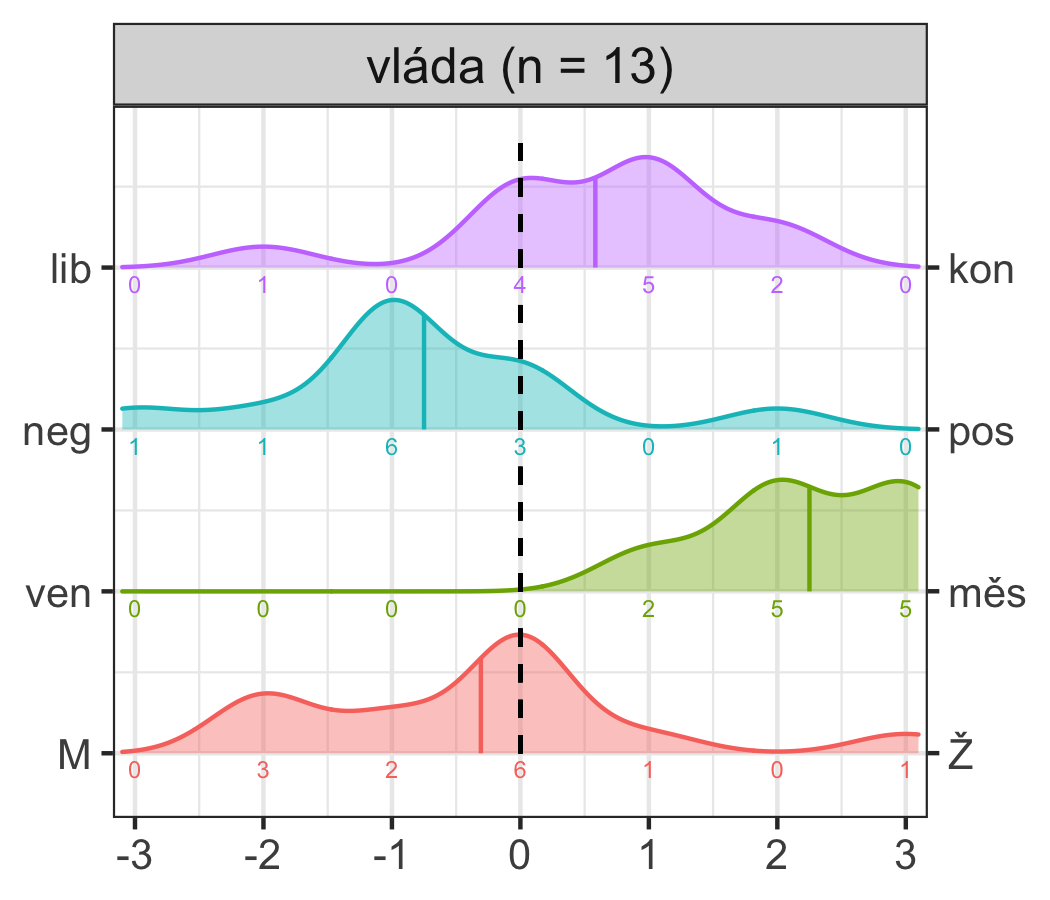 vláda (n = 13)
lib kon
0 1 0 4 5 2 0
neg pos
1 1 6 3 0 1 0
ven měs
0 0 0 0 2 5 5
M Ž
0 3 2 6 1 0 1
-3 -2 -1 0 1 2 3